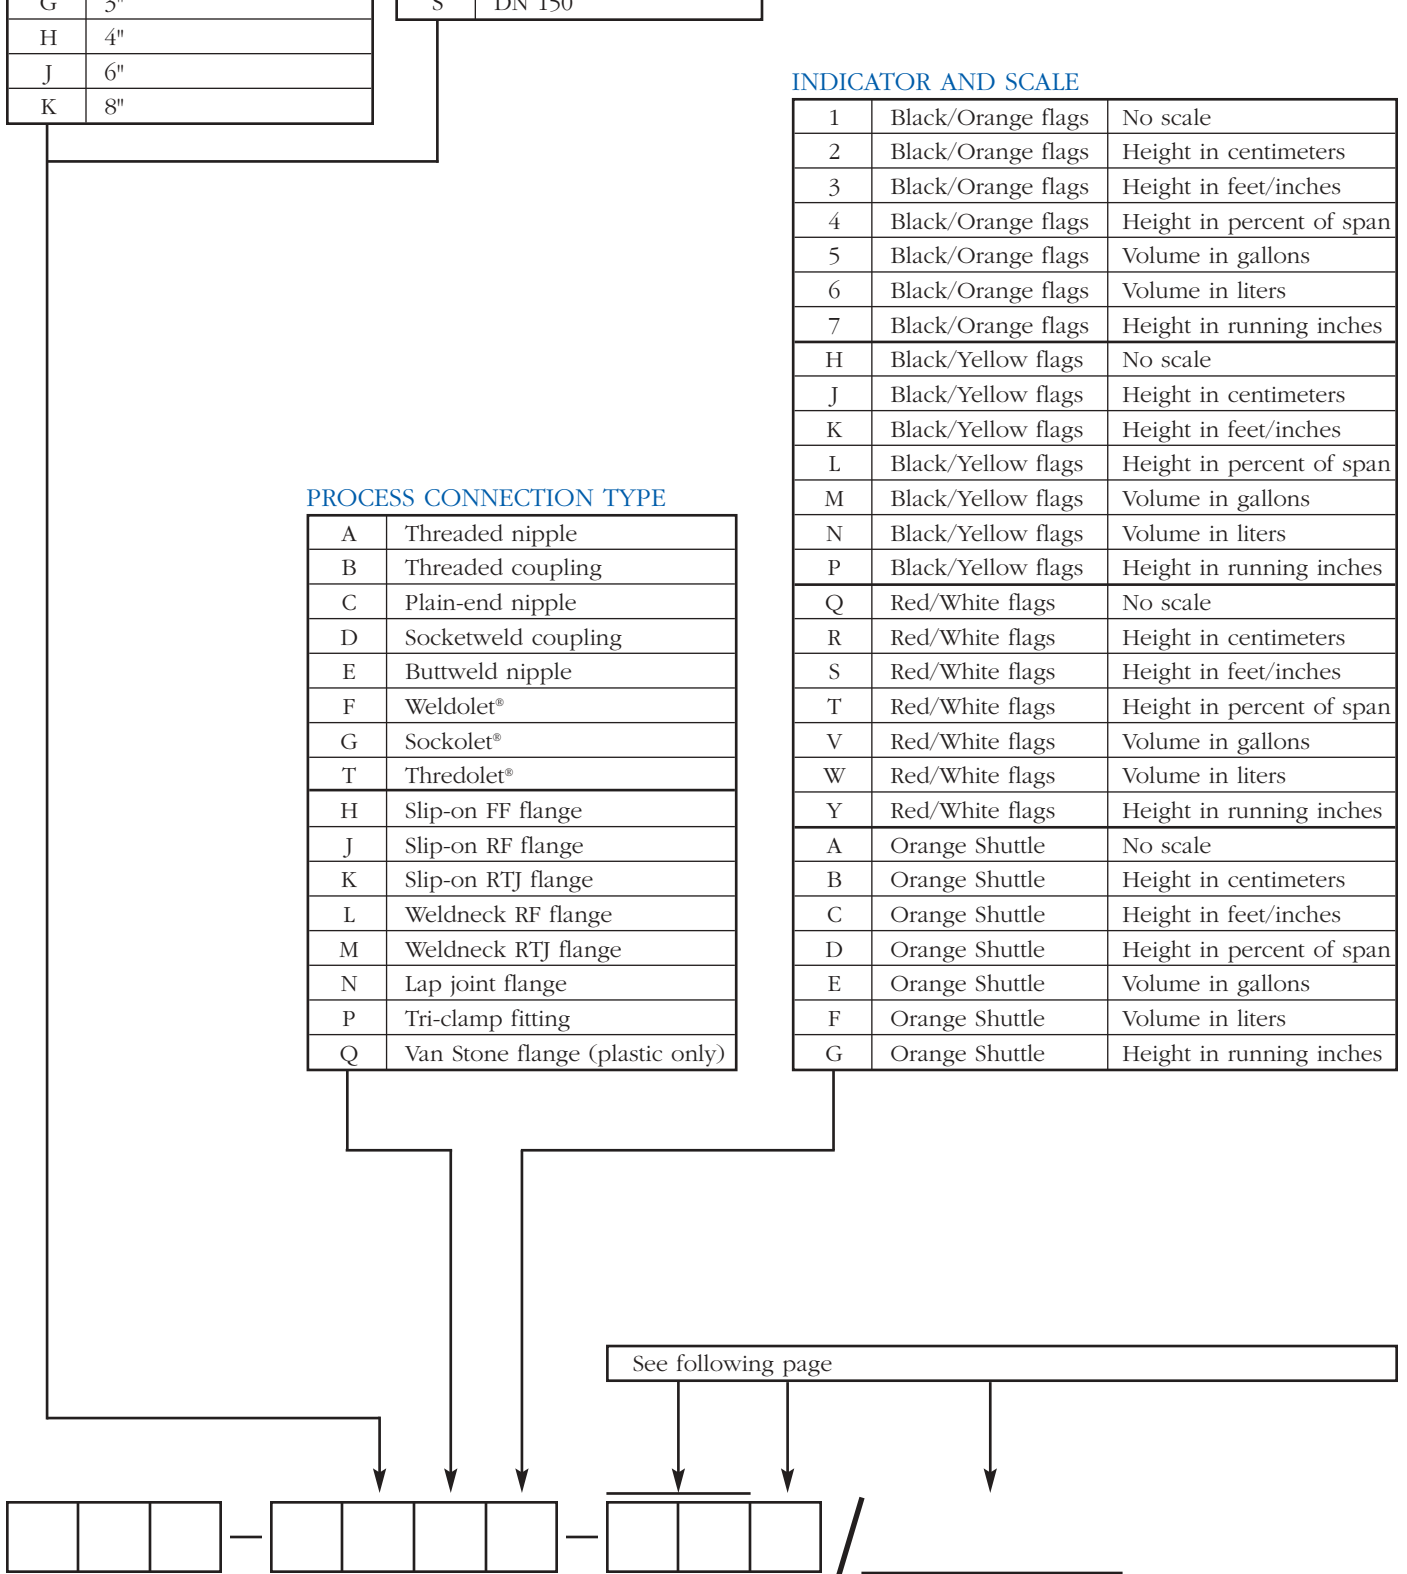 G 3"
H 4"
J 6"
K 8"
S DN 150
INDICATOR AND SCALE
1 Black/Orange flags No scale
2 Black/Orange flags Height in centimeters
3 Black/Orange flags Height in feet/inches
4 Black/Orange flags Height in percent of span
5 Black/Orange flags Volume in gallons
6 Black/Orange flags Volume in liters
7 Black/Orange flags Height in running inches
H Black/Yellow flags No scale
J Black/Yellow flags Height in centimeters
K Black/Yellow flags Height in feet/inches
L Black/Yellow flags Height in percent of span
M Black/Yellow flags Volume in gallons
N Black/Yellow flags Volume in liters
P Black/Yellow flags Height in running inches
Q Red/White flags No scale
R Red/White flags Height in centimeters
S Red/White flags Height in feet/inches
T Red/White flags Height in percent of span
V Red/White flags Volume in gallons
W Red/White flags Volume in liters
Y Red/White flags Height in running inches
A Orange Shuttle No scale
B Orange Shuttle Height in centimeters
C Orange Shuttle Height in feet/inches
D Orange Shuttle Height in percent of span
E Orange Shuttle Volume in gallons
F Orange Shuttle Volume in liters
G Orange Shuttle Height in running inches
PROCESS CONNECTION TYPE
A Threaded nipple
B Threaded coupling
C Plain-end nipple
D Socketweld coupling
E Buttweld nipple
F Weldolet®
G Sockolet®
T Thredolet®
H Slip-on FF flange
J Slip-on RF flange
K Slip-on RTJ flange
L Weldneck RF flange
M Weldneck RTJ flange
N Lap joint flange
P Tri-clamp fitting
Q Van Stone flange (plastic only)
See following page